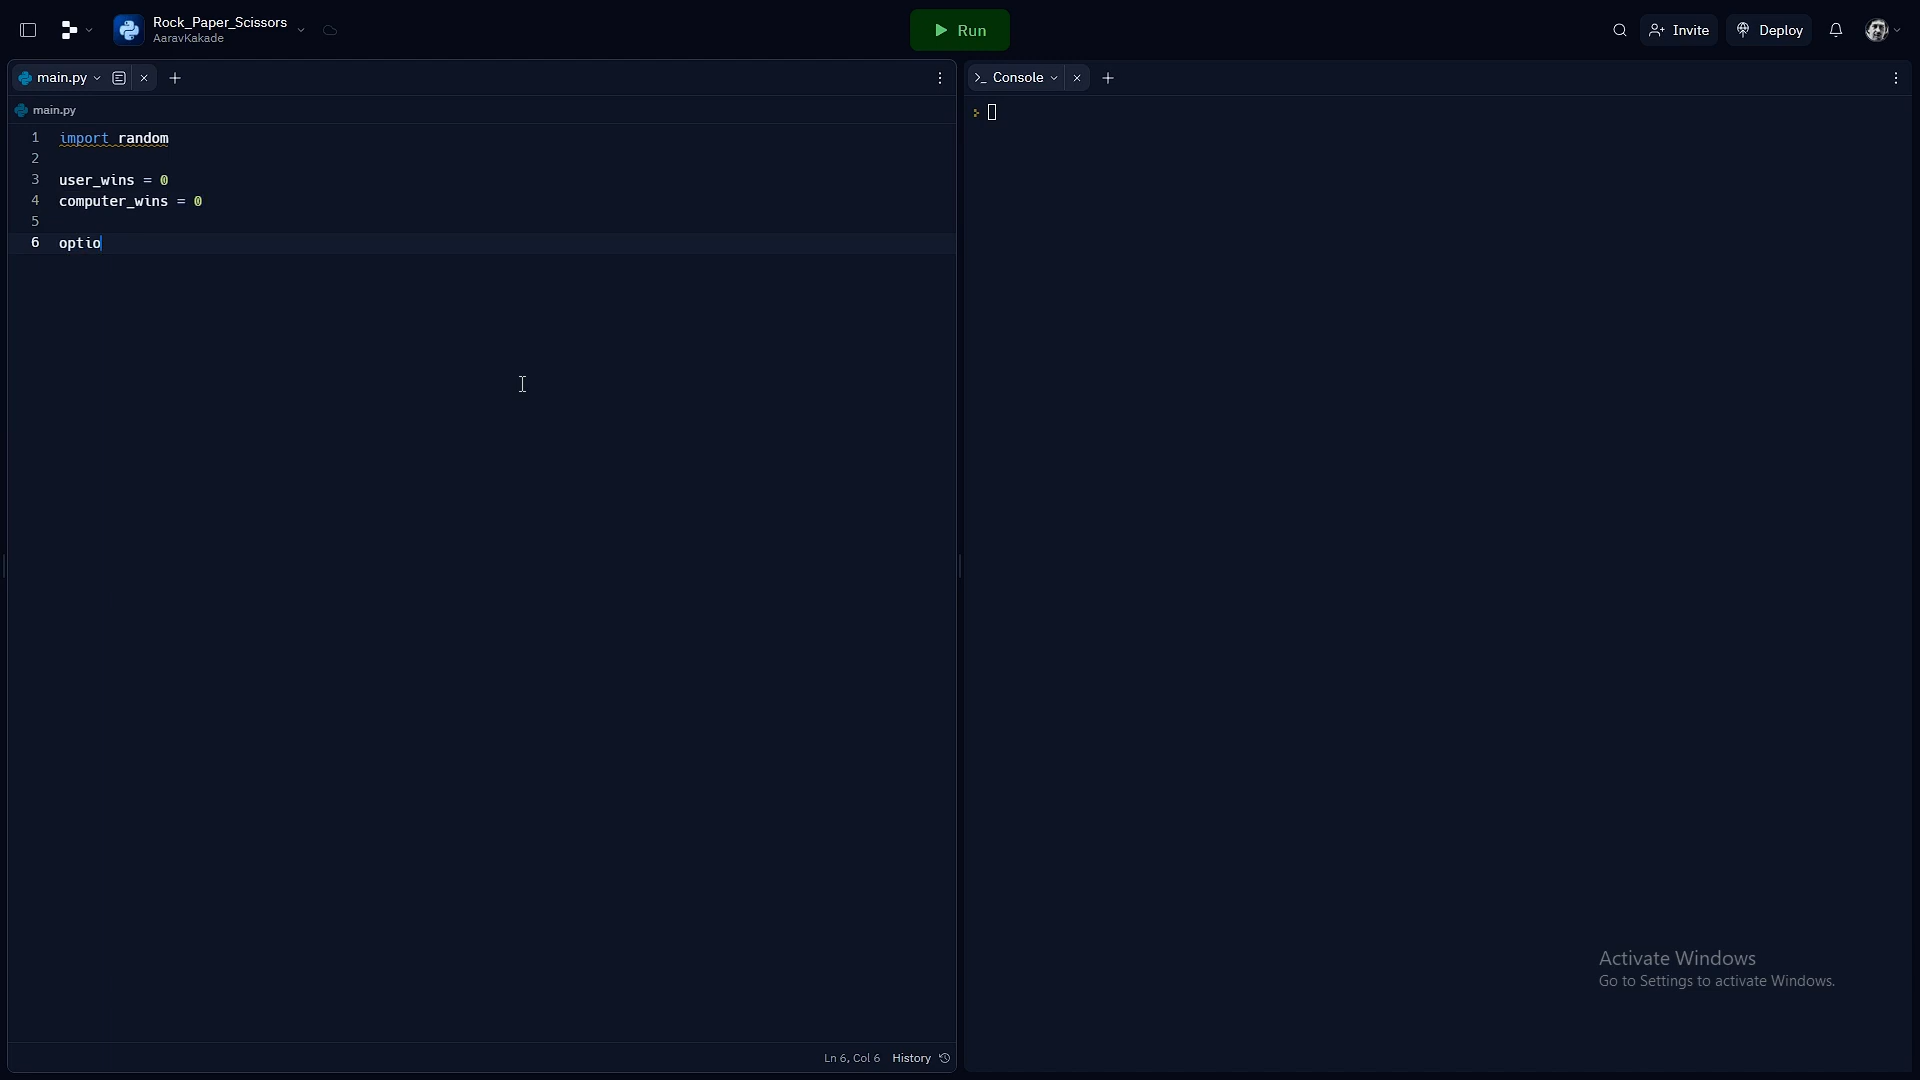 Rock_Paper_Scissors
AaravKakade
Run
Invite
Deploy
main.py
main.py
1 import random
2
3 user_wins = 0
4 computer_wins = 0
5
6 optio
Ln 6, Col 6 History
>_ Console
Activate Windows
Go to Settings to activate Windows.